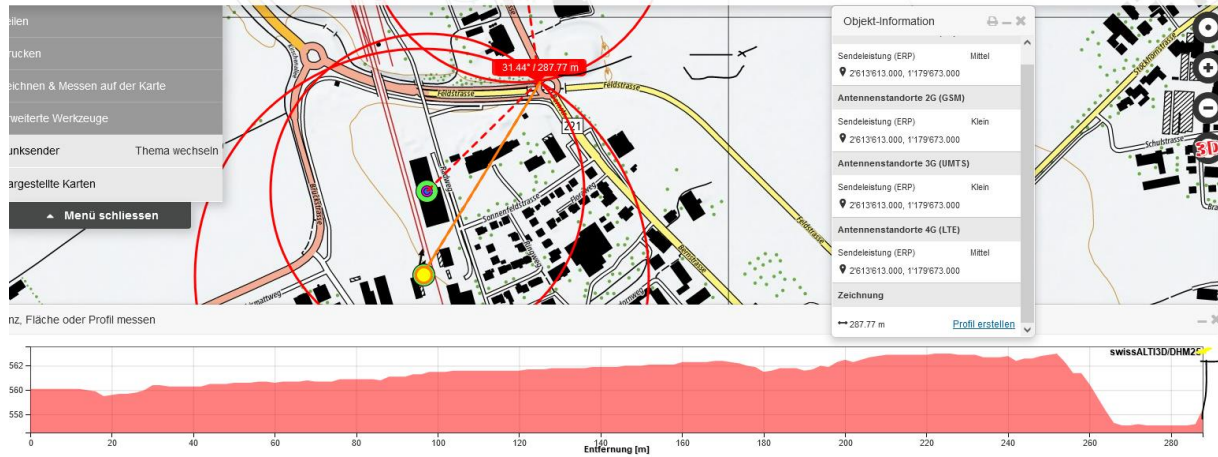 eilen
rucken
eichnen & Messen auf der Karte
rweiterte Werkzeuge
unksender Thema wechseln
argestellte Karten
Menü schliessen
31.44° / 287.77 m
Feldstrasse
Feldstrasse
221
Radweg
Sonnenfeldstrasse
Bernstrasse
Brückstrasse
Feldstrasse
Stockhornstrasse
Schulstrasse
3D
Objekt-Information
Sendeleistung (ERP) Mittel
2'613'613.000, 1'179'673.000
Antennenstandorte 2G (GSM)
Sendeleistung (ERP) Klein
2'613'613.000, 1'179'673.000
Antennenstandorte 3G (UMTS)
Sendeleistung (ERP) Klein
2'613'613.000, 1'179'673.000
Antennenstandorte 4G (LTE)
Sendeleistung (ERP) Mittel
2'613'613.000, 1'179'673.000
Zeichnung
287.77 m Profil erstellen
nz, Fläche oder Profil messen
swissALTI3D/DHM25
562
560
558
0 20 40 60 80 100 120 140 160 180 200 220 240 260 280
Entfernung [m]